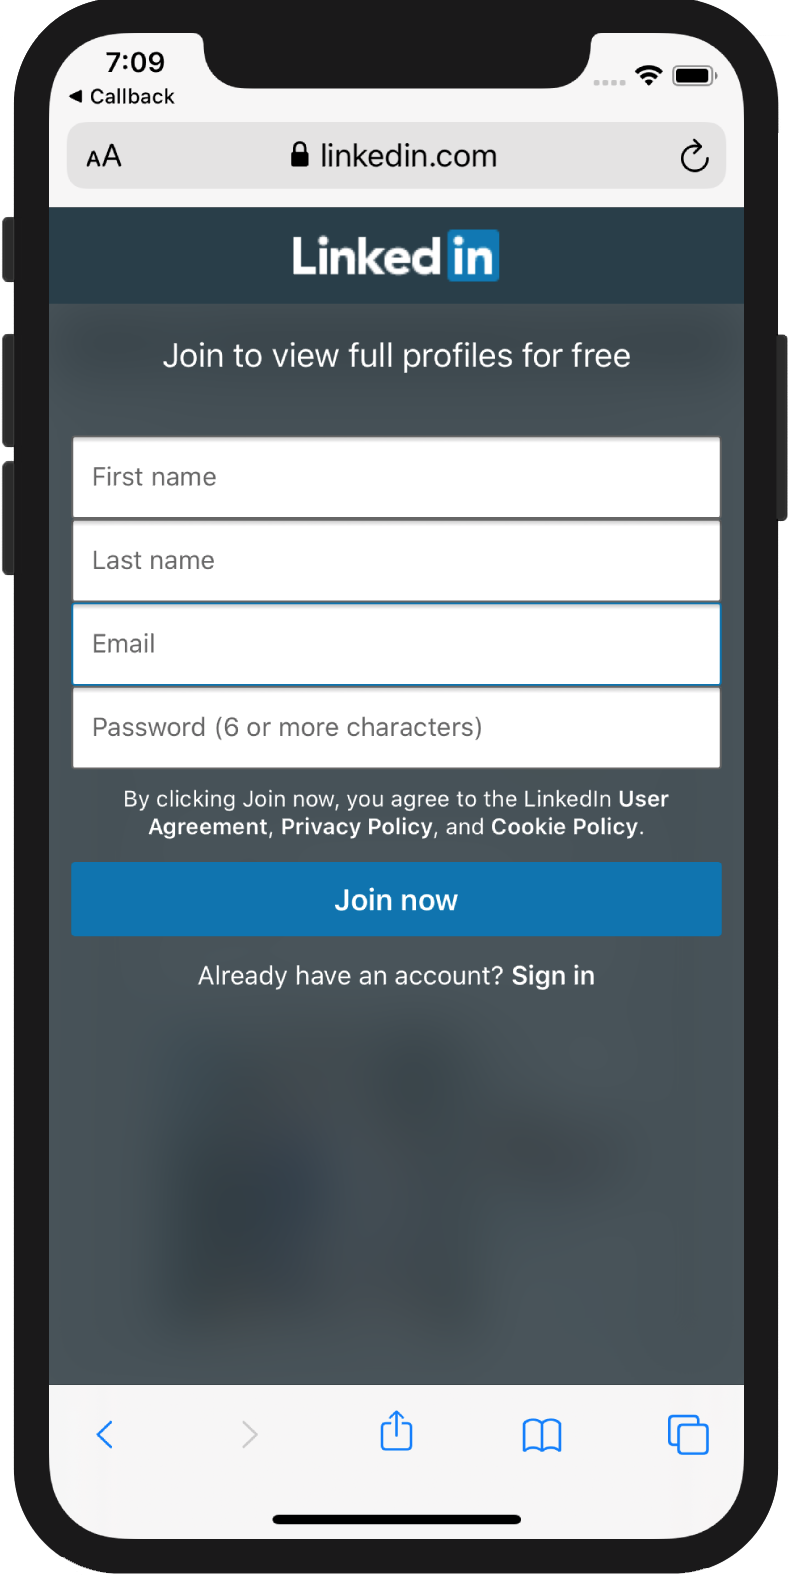 7:09
◀ Callback
AA
linkedin.com
Linked in
Join to view full profiles for free
First name
Last name
Email
Password (6 or more characters)
By clicking Join now, you agree to the LinkedIn User
Agreement, Privacy Policy, and Cookie Policy.
Join now
Already have an account? Sign in